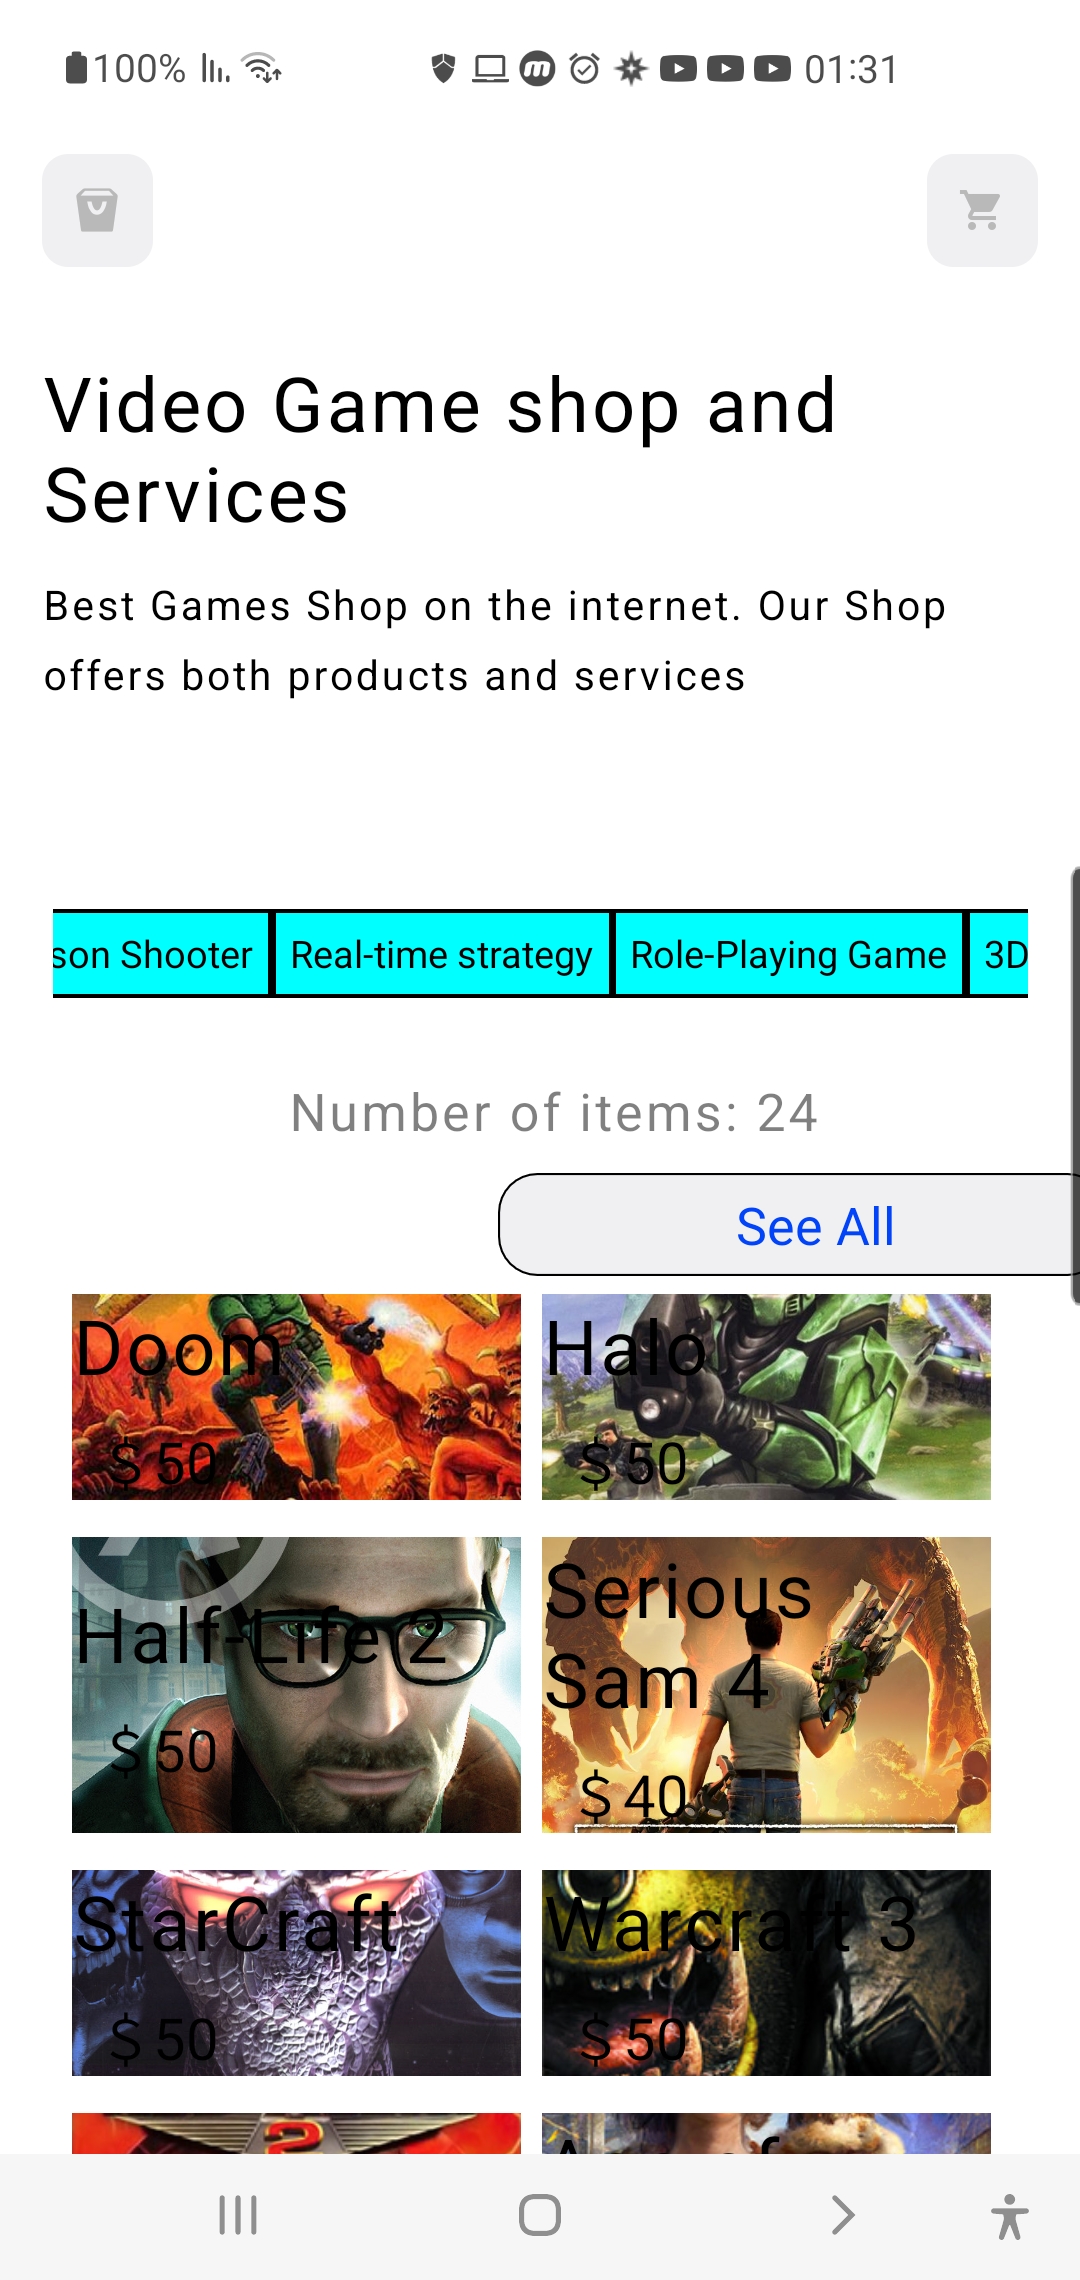 100% 01:31
Video Game shop and
Services
Best Games Shop on the internet. Our Shop
offers both products and services
son Shooter Real-time strategy Role-Playing Game 3D
Number of items: 24
See All
Doom Halo
$ 50 $ 50
Half-Life 2 Serious
Sam 4
$ 50 $ 40
StarCraft Warcraft 3
$ 50 $ 50
2